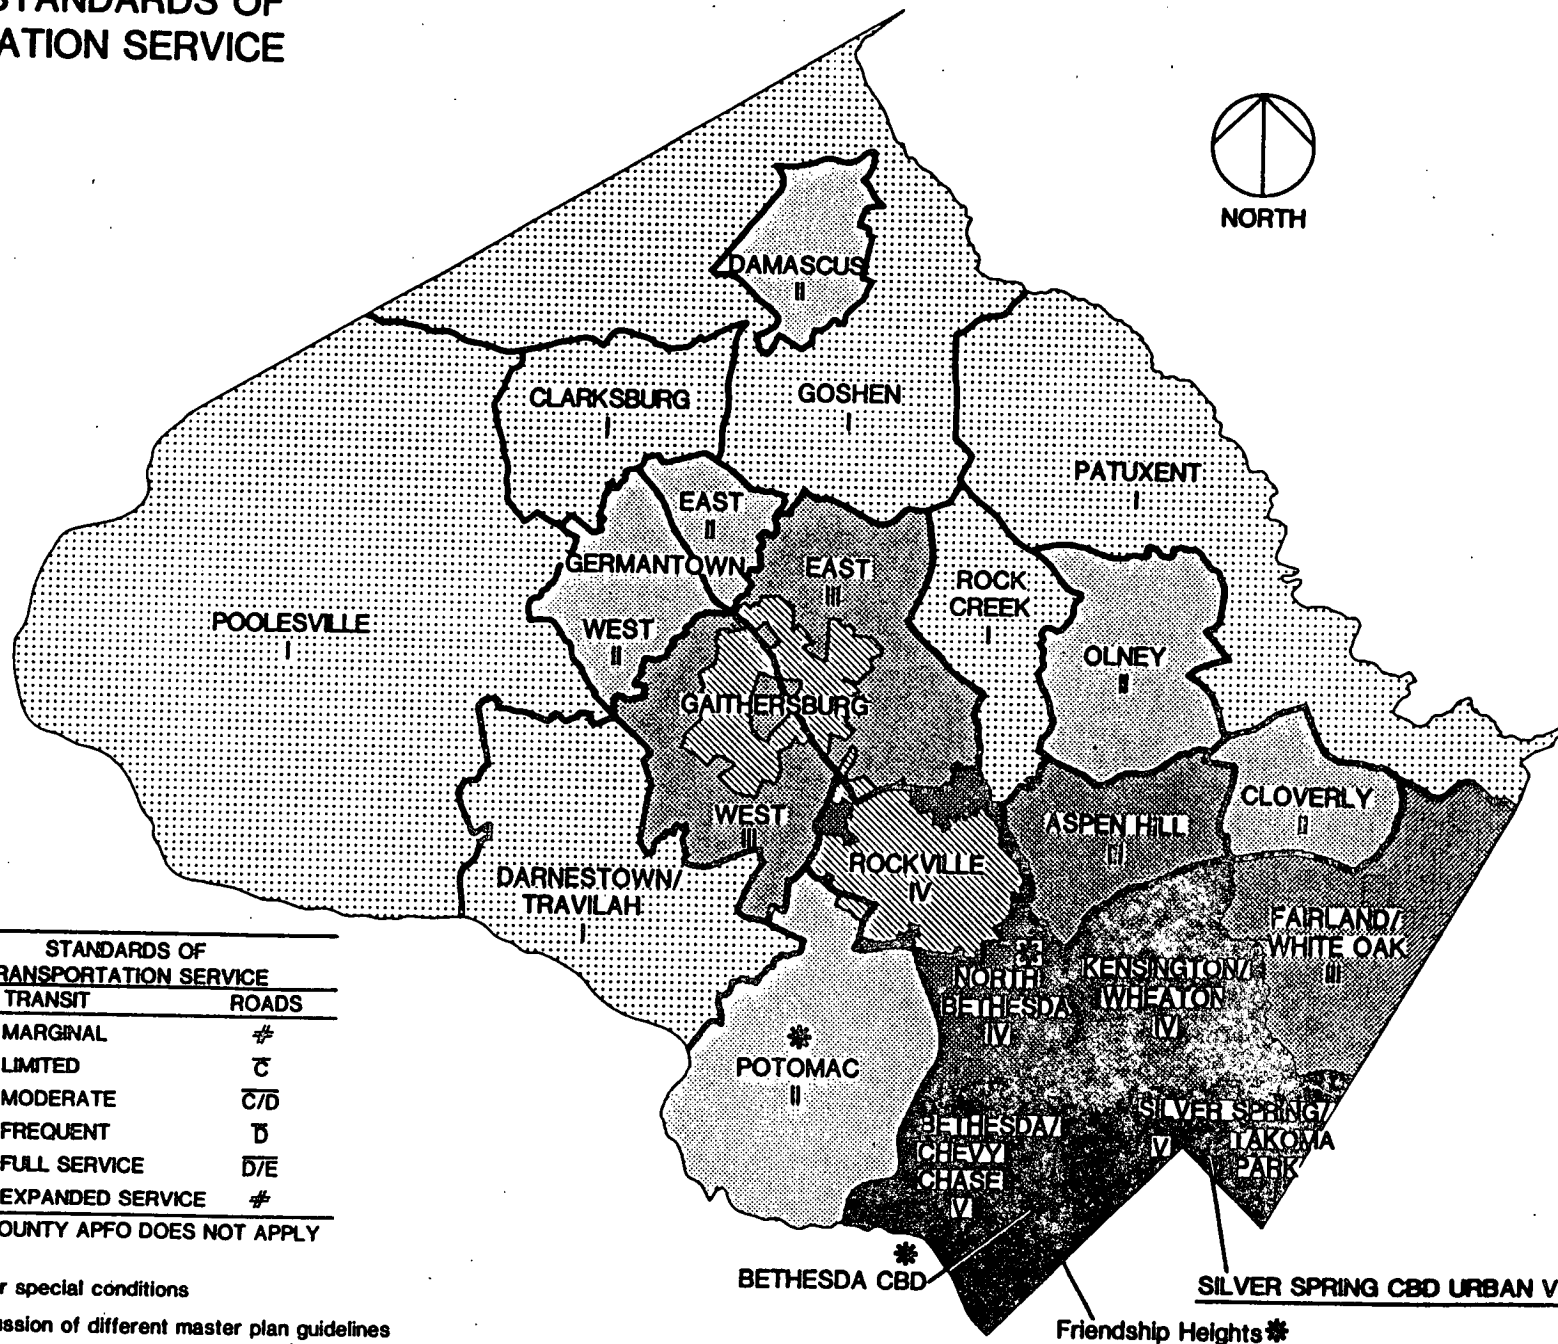 STANDARDS OF
ATION SERVICE
NORTH
DAMASCUS
II
CLARKSBURG
I
GOSHEN
I
PATUXENT
I
EAST
II
GERMANTOWN
WEST
II
EAST
III
ROCK
CREEK
I
POOLESVILLE
I
OLNEY
II
GAITHERSBURG
WEST
III
CLOVERLY
II
ASPEN HILL
III
ROCKVILLE
IV
DARNESTOWN/
TRAVILAH
I
FAIRLAND/
WHITE OAK
III
NORTH
BETHESDA
IV
KENSINGTON/
WHEATON
IV
POTOMAC
II
BETHESDA/
CHEVY
CHASE
V
SILVER SPRING/
TAKOMA
PARK
V
BETHESDA CBD
SILVER SPRING CBD URBAN V
Friendship Heights*
STANDARDS OF
RANSPORTATION SERVICE
TRANSIT ROADS
MARGINAL #
LIMITED C
MODERATE C/D
FREQUENT D
FULL SERVICE D/E
EXPANDED SERVICE #
OUNTY APFO DOES NOT APPLY
r special conditions
ussion of different master plan guidelines